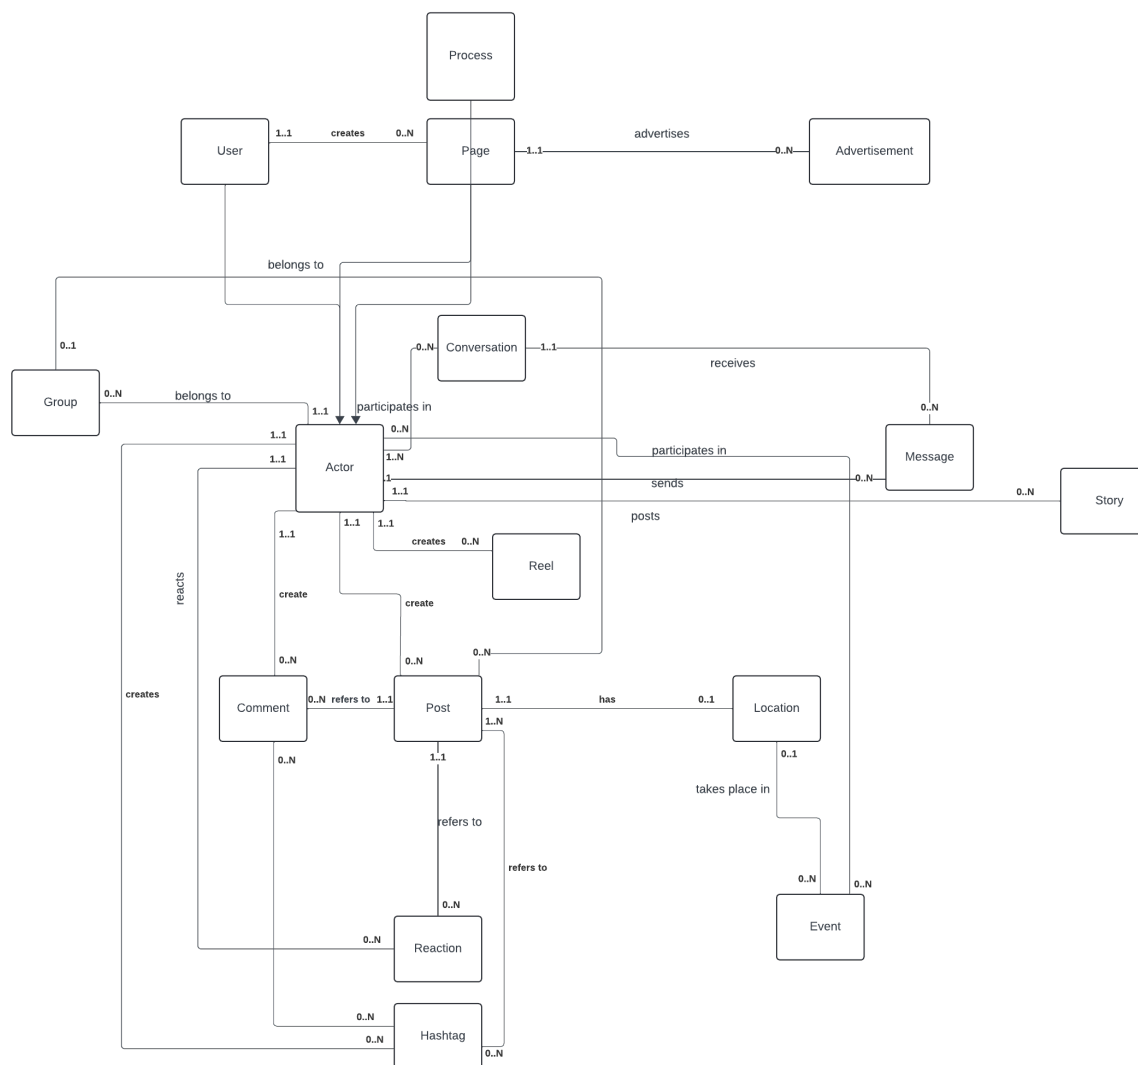 Process
User
1..1
creates
0..N
Page
1..1
advertises
0..N
Advertisement
belongs to
0..1
0..N
Conversation
1..1
receives
0..N
Group
0..N
belongs to
1..1
participates in
1..1
0..N
Actor
1..N
participates in
Message
1..1
.1
sends
0..N
1..1
posts
0..N
Story
1..1
1..1
1..1
creates
0..N
Reel
reacts
create
create
0..N
0..N
0..N
creates
Comment
0..N
refers to
1..1
Post
1..1
has
0..1
Location
1..N
0..N
1..1
0..1
takes place in
refers to
refers to
0..N
0..N
0..N
Event
0..N
Reaction
0..N
0..N
Hashtag
0..N